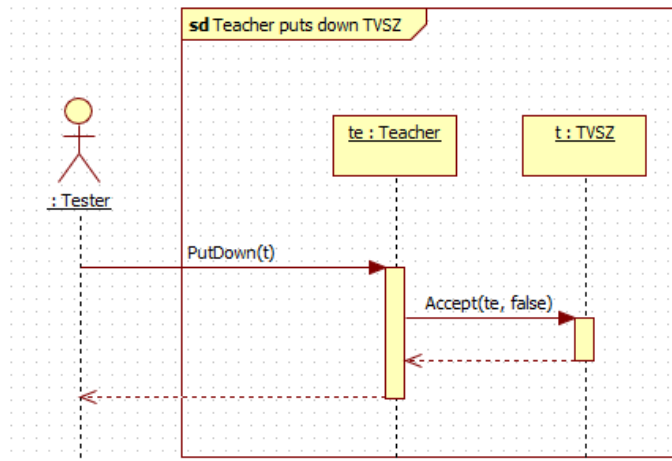 sd Teacher puts down TVSZ
te : Teacher
t : TVSZ
: Tester
PutDown(t)
Accept(te, false)